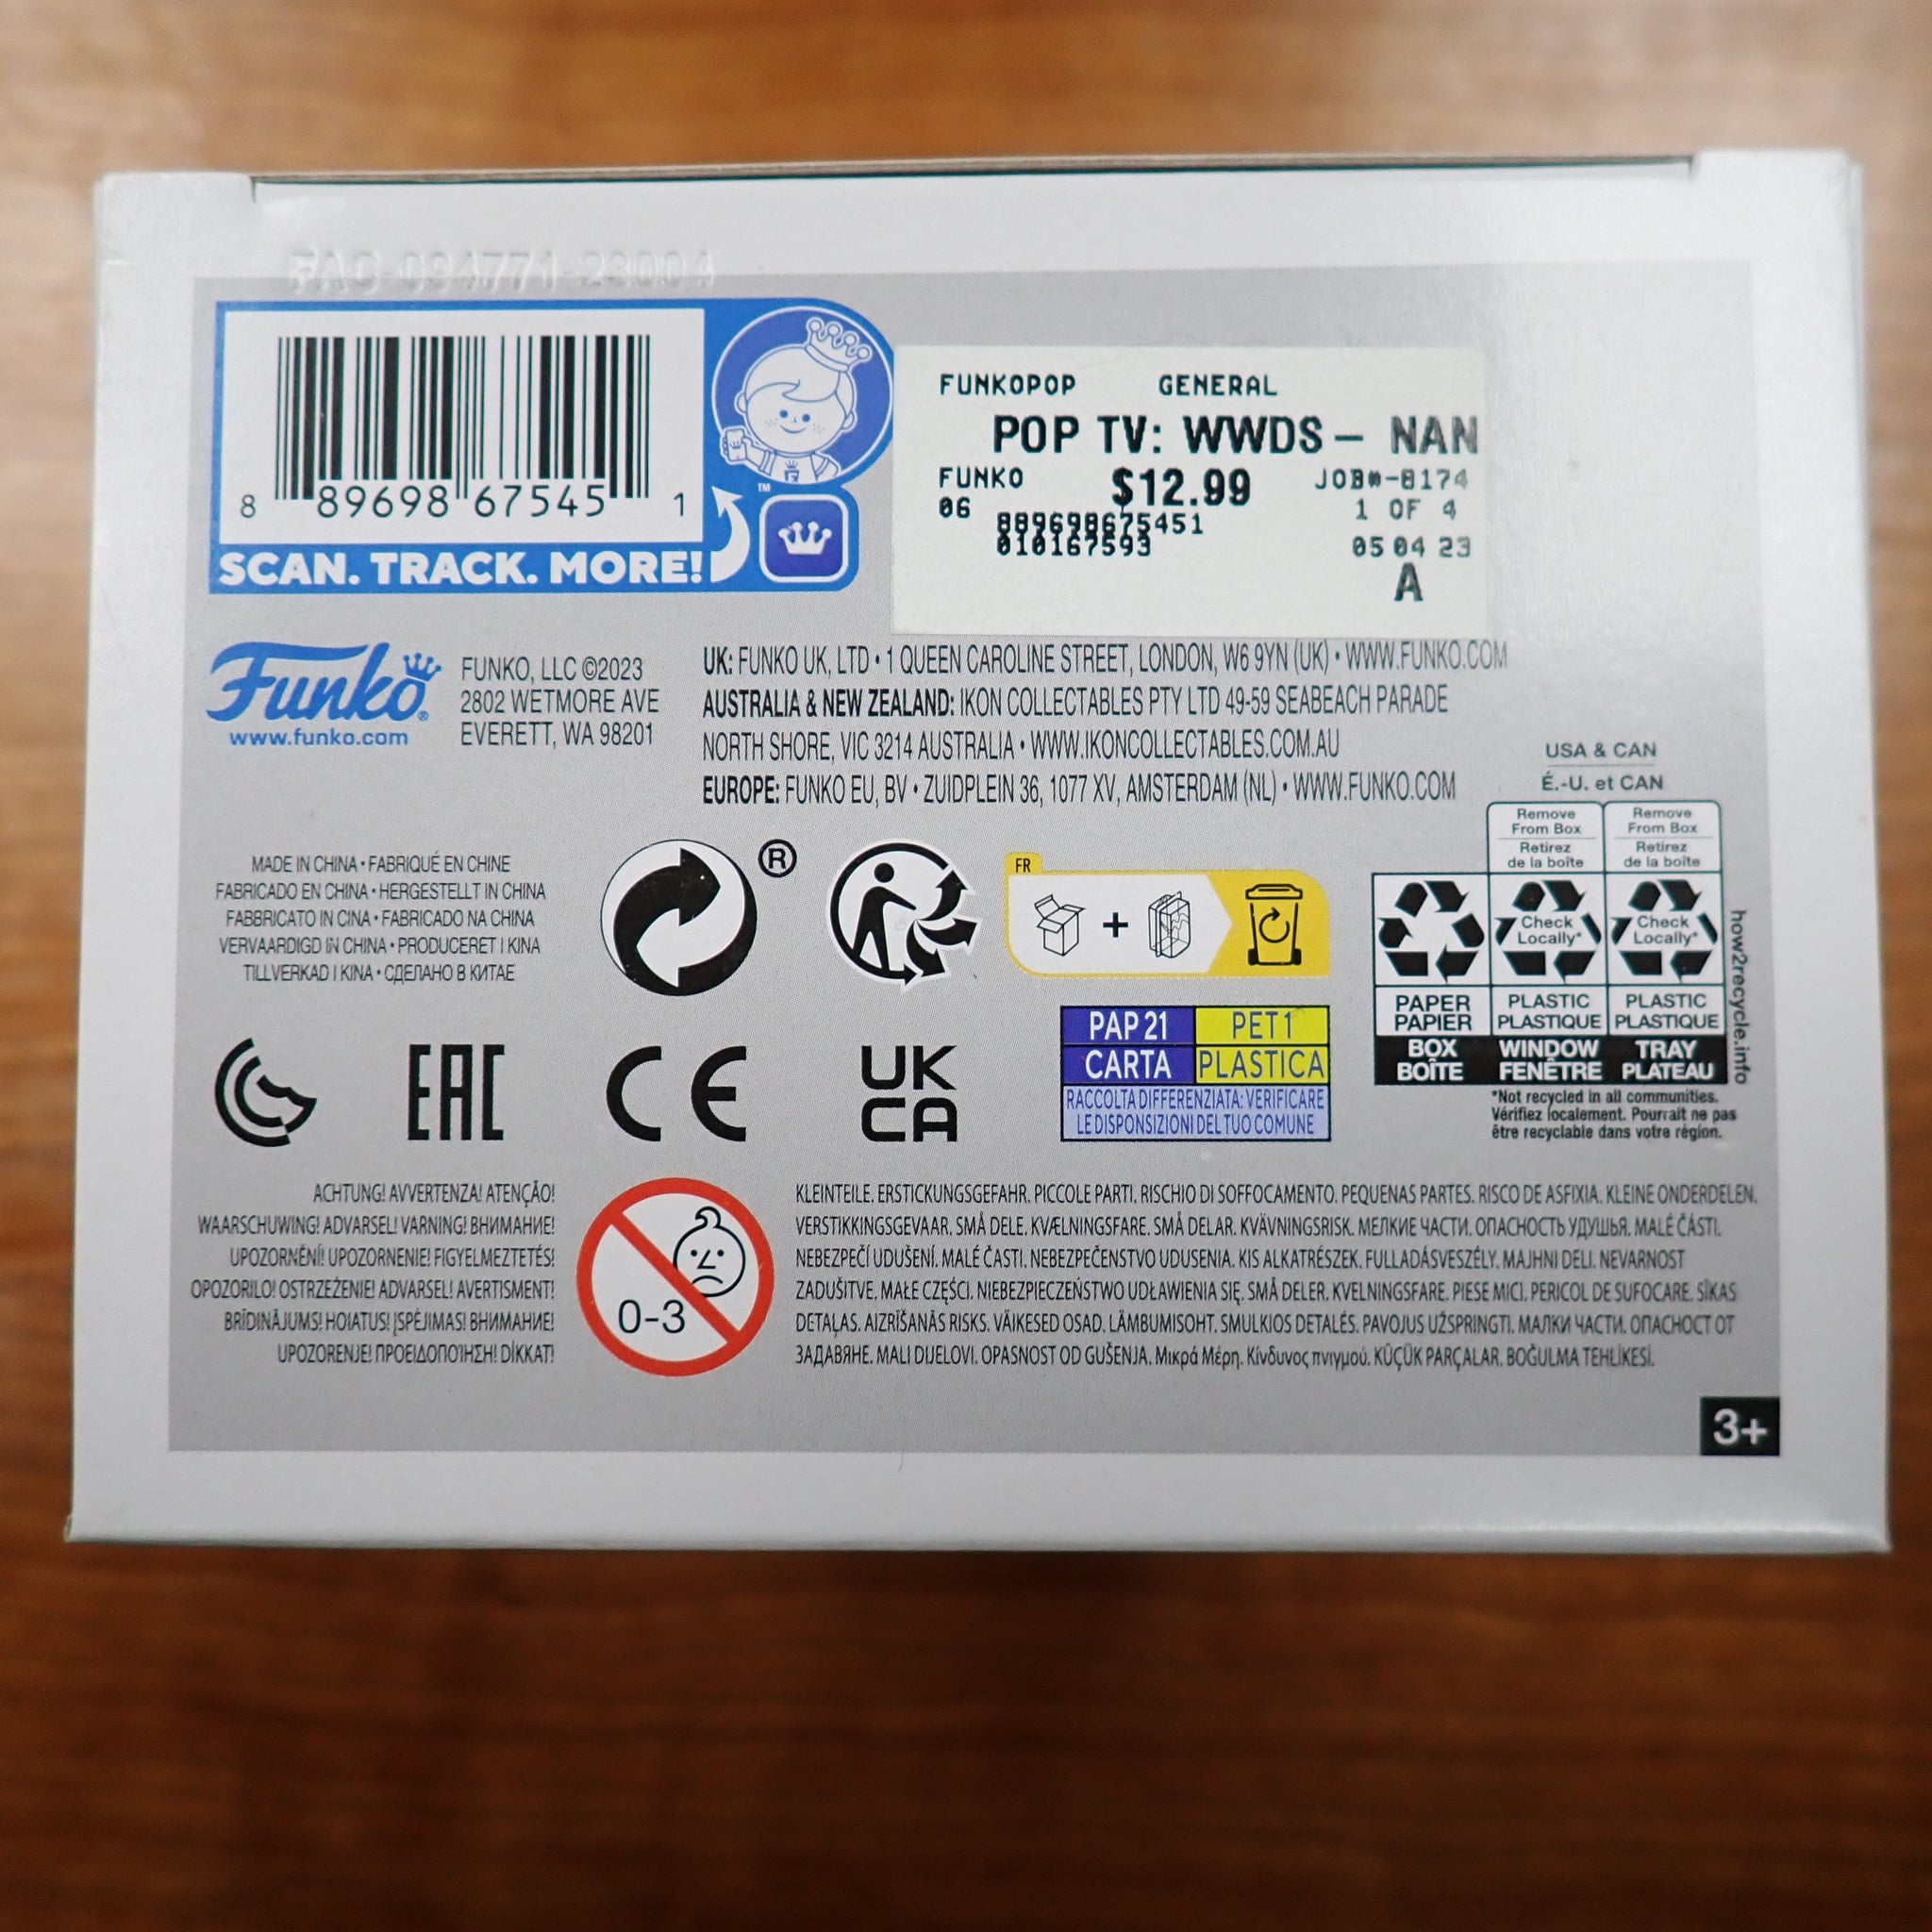 FAC-094771-23004
8 89698 67545 1
SCAN. TRACK. MORE!
TM
FUNKOPOP GENERAL
POP TV: WWDS - NAN
FUNKO $12.99 JOB#-8174
06 889698675451 1 OF 4
010167593 05 04 23
A
Funko®
www.funko.com
FUNKO, LLC ©2023
2802 WETMORE AVE
EVERETT, WA 98201
UK: FUNKO UK, LTD • 1 QUEEN CAROLINE STREET, LONDON, W6 9YN (UK) • WWW.FUNKO.COM
AUSTRALIA & NEW ZEALAND: IKON COLLECTABLES PTY LTD 49-59 SEABEACH PARADE
NORTH SHORE, VIC 3214 AUSTRALIA • WWW.IKONCOLLECTABLES.COM.AU
EUROPE: FUNKO EU, BV • ZUIDPLEIN 36, 1077 XV, AMSTERDAM (NL) • WWW.FUNKO.COM
MADE IN CHINA • FABRIQUÉ EN CHINE
FABRICADO EN CHINA • HERGESTELLT IN CHINA
FABBRICATO IN CINA • FABRICADO NA CHINA
VERVAARDIGD IN CHINA • PRODUCERET I KINA
TILLVERKAD I KINA • СДЕЛАНО В КИТАЕ
®
FR
+
USA & CAN
É.-U. et CAN
Remove From Box
Retirez de la boîte
Remove From Box
Retirez de la boîte
Check Locally*
Check Locally*
PAPER PAPIER
PLASTIC PLASTIQUE
PLASTIC PLASTIQUE
BOX BOÎTE
WINDOW FENÊTRE
TRAY PLATEAU
how2recycle.info
*Not recycled in all communities.
Vérifiez localement. Pourrait ne pas
être recyclable dans votre région.
EAC
CE
UK
CA
PAP 21 PET 1
CARTA PLASTICA
RACCOLTA DIFFERENZIATA: VERIFICARE
LE DISPONSIZIONI DEL TUO COMUNE
ACHTUNG! AVVERTENZA! ATENÇÃO!
WAARSCHUWING! ADVARSEL! VARNING! ВНИМАНИЕ!
UPOZORNĚNÍ! UPOZORNENIE! FIGYELMEZTETÉS!
OPOZORILO! OSTRZEŻENIE! ADVARSEL! AVERTISMENT!
BRĪDINĀJUMS! HOIATUS! ĮSPĖJIMAS! ВНИМАНИЕ!
UPOZORENJE! ΠΡΟΕΙΔΟΠΟΊΗΣΗ! DİKKAT!
0-3
KLEINTEILE. ERSTICKUNGSGEFAHR. PICCOLE PARTI. RISCHIO DI SOFFOCAMENTO. PEQUENAS PARTES. RISCO DE ASFIXIA. KLEINE ONDERDELEN.
VERSTIKKINGSGEVAAR. SMÅ DELE. KVÆLNINGSFARE. SMÅ DELAR. KVÄVNINGSRISK. МЕЛКИЕ ЧАСТИ. ОПАСНОСТЬ УДУШЬЯ. MALÉ ČÁSTI.
NEBEZPEČÍ UDUŠENÍ. MALÉ ČASTI. NEBEZPEČENSTVO UDUSENIA. KIS ALKATRÉSZEK. FULLADÁSVESZÉLY. MAJHNI DELI. NEVARNOST
ZADUŠITVE. MAŁE CZĘŚCI. NIEBEZPIECZEŃSTWO UDŁAWIENIA SIĘ. SMÅ DELER. KVELNINGSFARE. PIESE MICI. PERICOL DE SUFOCARE. SĪKAS
DETAĻAS. AIZRĪŠANĀS RISKS. VÄIKESED OSAD. LÄMBUMISOHT. SMULKIOS DETALĖS. PAVOJUS UŽSPRINGTI. МАЛКИ ЧАСТИ. ОПАСНОСТ ОТ
ЗАДАВЯНЕ. MALI DIJELOVI. OPASNOST OD GUŠENJA. Μικρά Μέρη. Κίνδυνος πνιγμού. KÜÇÜK PARÇALAR. BOĞULMA TEHLİKESİ.
3+